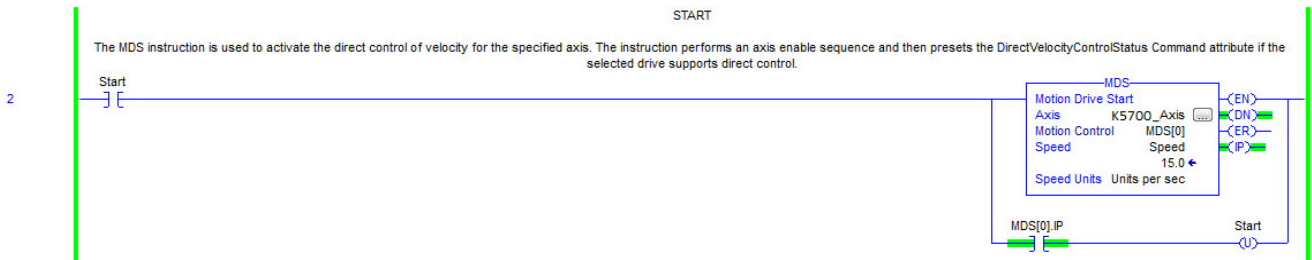 START
The MDS instruction is used to activate the direct control of velocity for the specified axis. The instruction performs an axis enable sequence and then presets the DirectVelocityControlStatus Command attribute if the
selected drive supports direct control.
2
Start
MDS
Motion Drive Start
(EN)
Axis K5700_Axis ...
(DN)
Motion Control MDS[0]
(ER)
Speed Speed
(IP)
15.0
Speed Units Units per sec
MDS[0].IP
Start
(U)